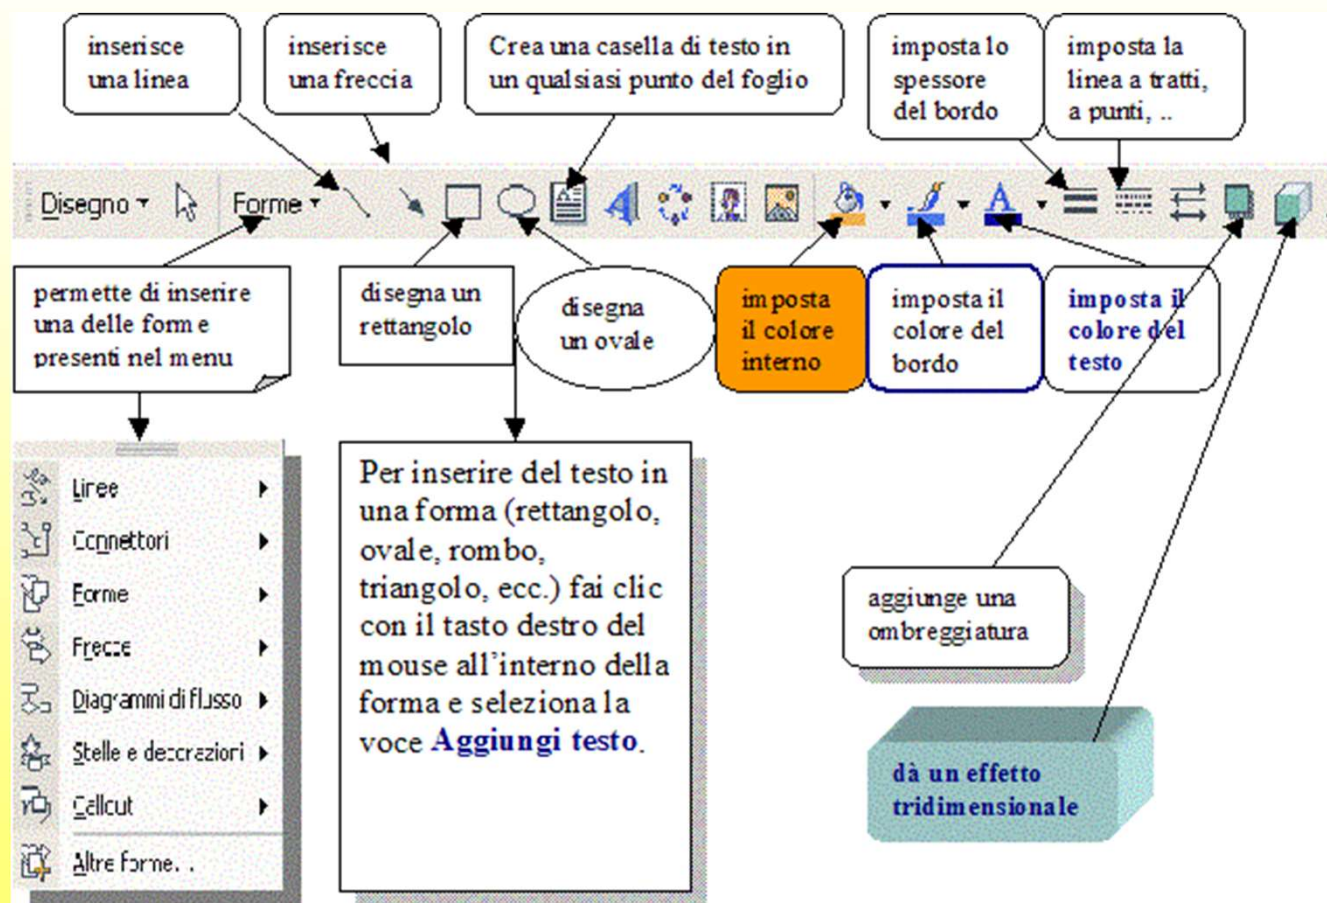 inserisce
una linea
inserisce
una freccia
Crea una casella di testo in
un qualsiasi punto del foglio
imposta lo
spessore
del bordo
imposta la
linea a tratti,
a punti, ..
Disegno
Forme
permette di inserire
una delle forme
presenti nel menu
disegna un
rettangolo
disegna
un ovale
imposta
il colore
interno
imposta il
colore del
bordo
imposta il
colore del
testo
Linee
Connettori
Forme
Frecce
Diagrammi di flusso
Stelle e decorazioni
Callout
Altre forme...
Per inserire del testo in
una forma (rettangolo,
ovale, rombo,
triangolo, ecc.) fai clic
con il tasto destro del
mouse all'interno della
forma e seleziona la
voce Aggiungi testo.
aggiunge una
ombreggiatura
dà un effetto
tridimensionale